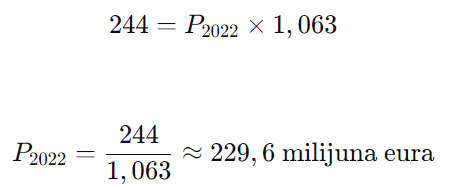 244 = P₂₀₂₂ × 1,063
P₂₀₂₂ = 244 / 1,063 ≈ 229,6 milijuna eura